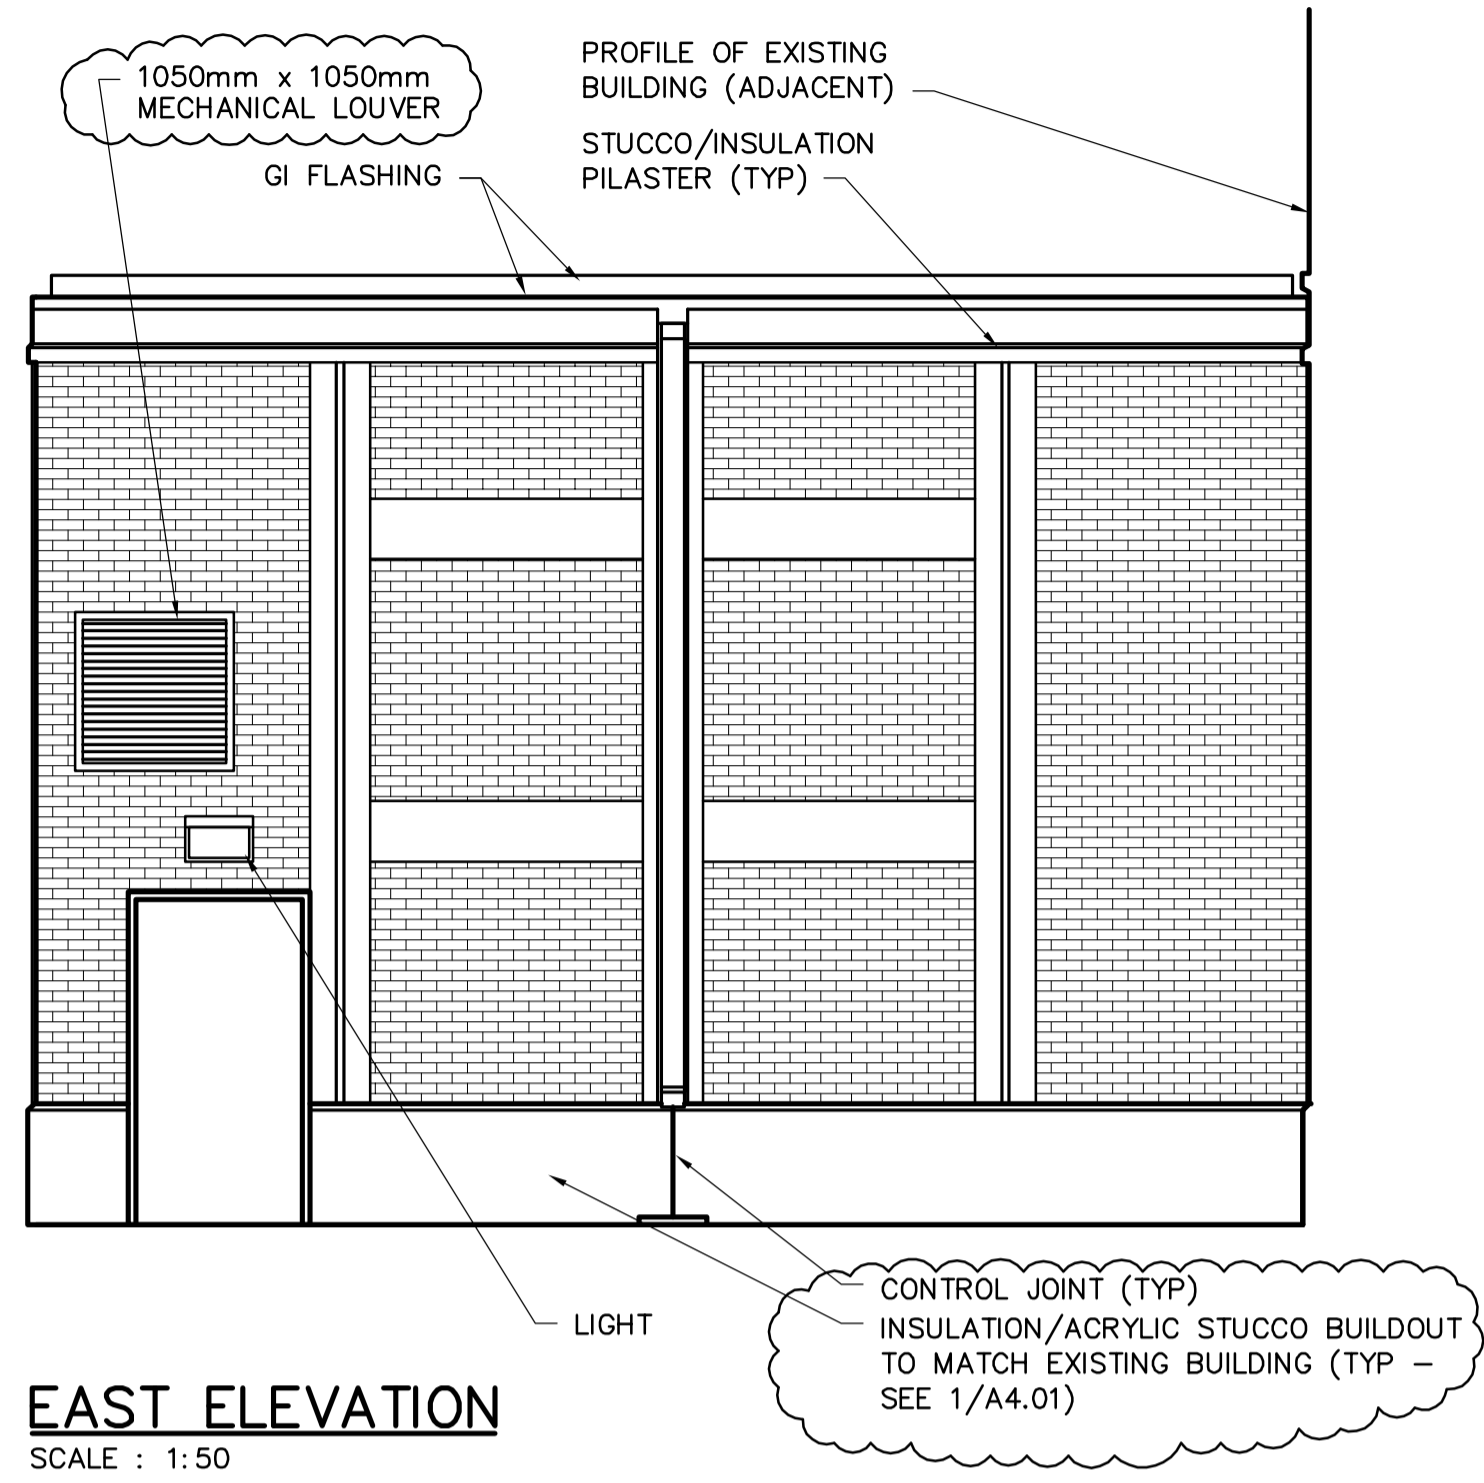 1050mm x 1050mm
MECHANICAL LOUVER
GI FLASHING
PROFILE OF EXISTING
BUILDING (ADJACENT)
STUCCO/INSULATION
PILASTER (TYP)
LIGHT
CONTROL JOINT (TYP)
INSULATION/ACRYLIC STUCCO BUILDOUT
TO MATCH EXISTING BUILDING (TYP –
SEE 1/A4.01)
EAST ELEVATION
SCALE : 1:50